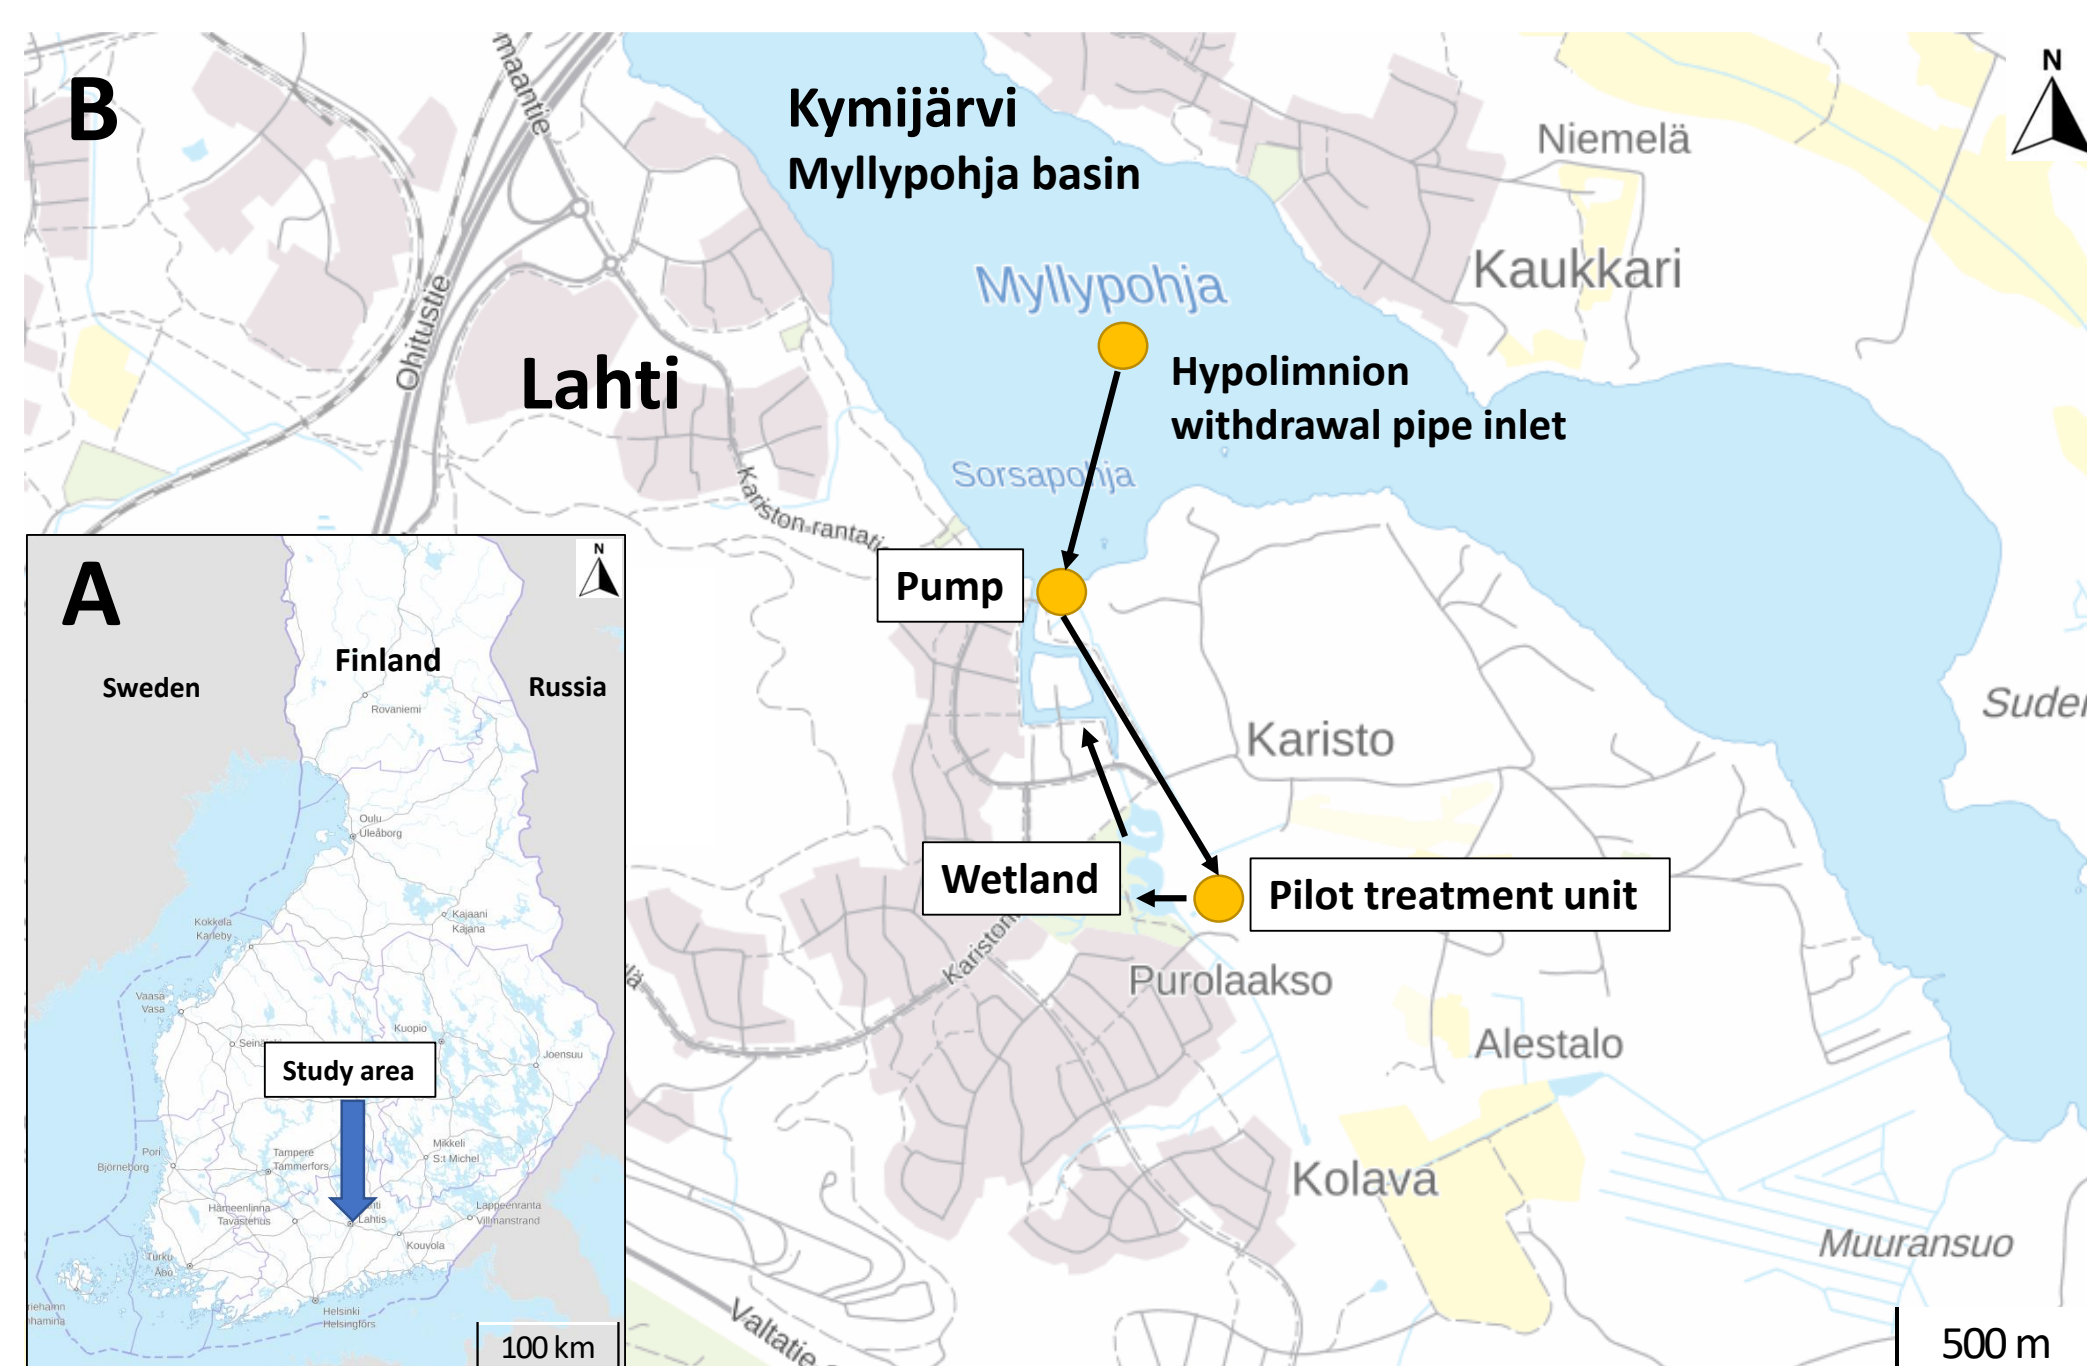 B
maantie
Kymijärvi
Myllypohja basin
N
Niemelä
Kaukkari
Myllypohja
Ohitustie
Lahti
Hypolimnion
withdrawal pipe inlet
Sorsapohja
Kariston rantatie
Pump
Karisto
Wetland
Pilot treatment unit
Purolaakso
Alestalo
Kolava
Muuransuo
Valtatie
500 m
A
N
Finland
Sweden
Russia
Rovaniemi
Oulu
Uleåborg
Kajaani
Kajana
Kokkola
Karleby
Vaasa
Vasa
Kuopio
Joensuu
Study area
Mikkeli
S:t Michel
Pori
Björneborg
Tampere
Tammerfors
Hämeenlinna
Tavastehus
Lahtis
Lappeenranta
Villmanstrand
Kouvola
Turku
Åbo
Helsinki
Helsingfors
100 km